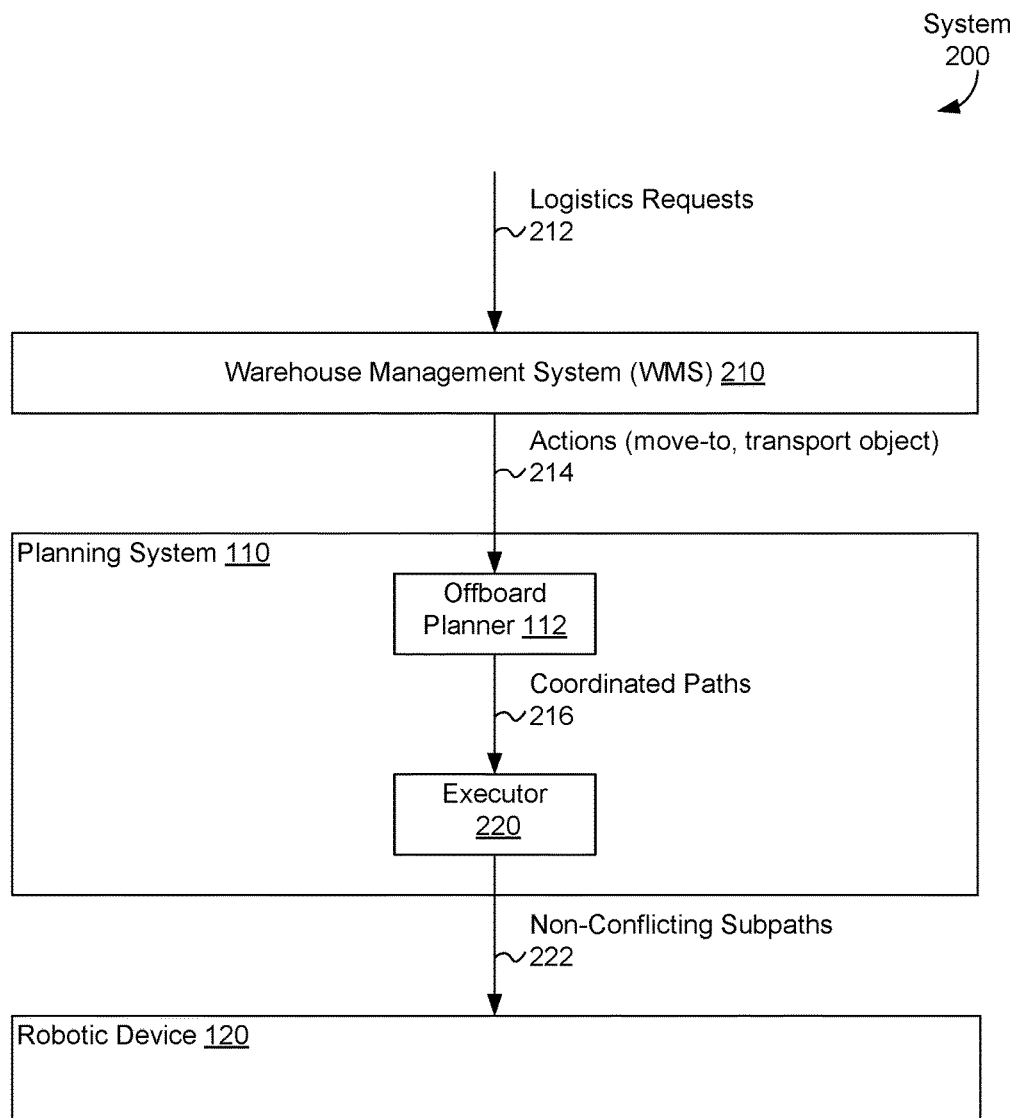 System
200
Logistics Requests
212
Warehouse Management System (WMS) 210
Actions (move-to, transport object)
214
Planning System 110
Offboard
Planner 112
Coordinated Paths
216
Executor
220
Non-Conflicting Subpaths
222
Robotic Device 120